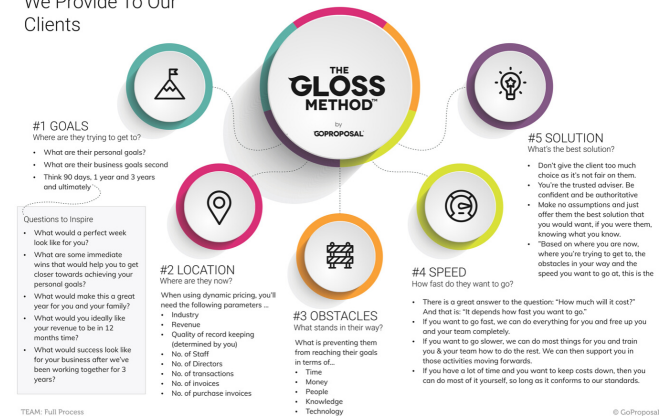 We Provide To Our
Clients
THE
GLOSS
METHOD™
by
GOPROPOSAL
#1 GOALS
Where are they trying to get to?
• What are their personal goals?
• What are their business goals second
• Think 90 days, 1 year and 3 years
and ultimately
Questions to Inspire
• What would a perfect week
look like for you?
• What are some immediate
wins that would help you to get
closer towards achieving your
personal goals?
• What would make this a great
year for you and your family?
• What would you ideally like
your revenue to be in 12
months time?
• What would success look like
for your business after we've
been working together for 3
years?
#2 LOCATION
Where are they now?
When using dynamic pricing, you'll
need the following parameters ...
• Industry
• Revenue
• Quality of record keeping
(determined by you)
• No. of Staff
• No. of Directors
• No. of transactions
• No. of invoices
• No. of purchase invoices
#3 OBSTACLES
What stands in their way?
What is preventing them
from reaching their goals
in terms of...
• Time
• Money
• People
• Knowledge
• Technology
#4 SPEED
How fast do they want to go?
• There is a great answer to the question: "How much will it cost?"
And that is: "It depends how fast you want to go."
• If you want to go fast, we can do everything for you and free up you
and your team completely.
• If you want to go slower, we can do most things for you and train
you & your team how to do the rest. We can then support you in
those activities moving forwards.
• If you have a lot of time and you want to keep costs down, then you
can do most of it yourself, so long as it conforms to our standards.
#5 SOLUTION
What's the best solution?
• Don't give the client too much
choice as it's not fair on them.
• You're the trusted adviser. Be
confident and be authoritative
• Make no assumptions and just
offer them the best solution that
you would want, if you were them,
knowing what you know.
• "Based on where you are now,
where you're trying to get to, the
obstacles in your way and the
speed you want to go at, this is the
TEAM: Full Process
© GoProposal